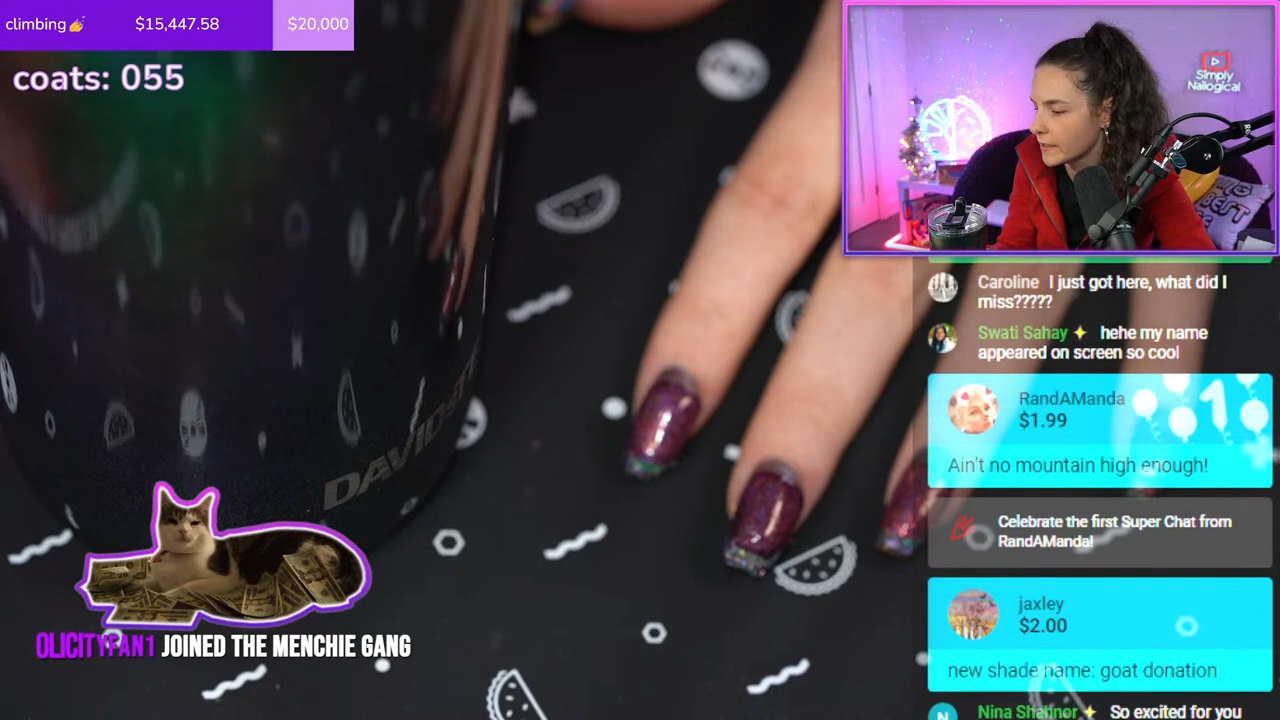 climbing💅 $15,447.58 $20,000
coats: 055
Simply
Nailogical
DAVIDs
Caroline I just got here, what did I
miss?????
Swati Sahay ✦ hehe my name
appeared on screen so cool
RandAManda
$1.99
Ain't no mountain high enough!
Celebrate the first Super Chat from
RandAManda!
jaxley
$2.00
new shade name: goat donation
N Nina Shannor ✦ So excited for you
OLICITYFAN1 JOINED THE MENCHIE GANG